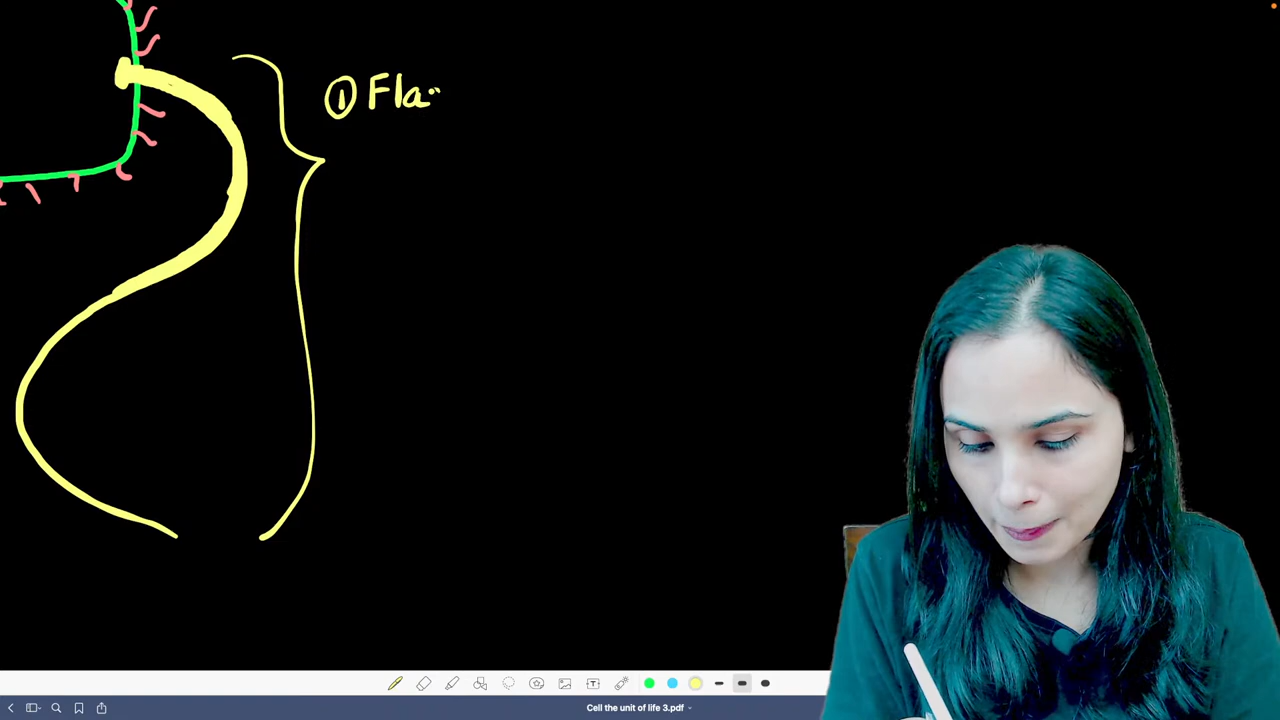 ① Fla
Cell the unit of life 3.pdf